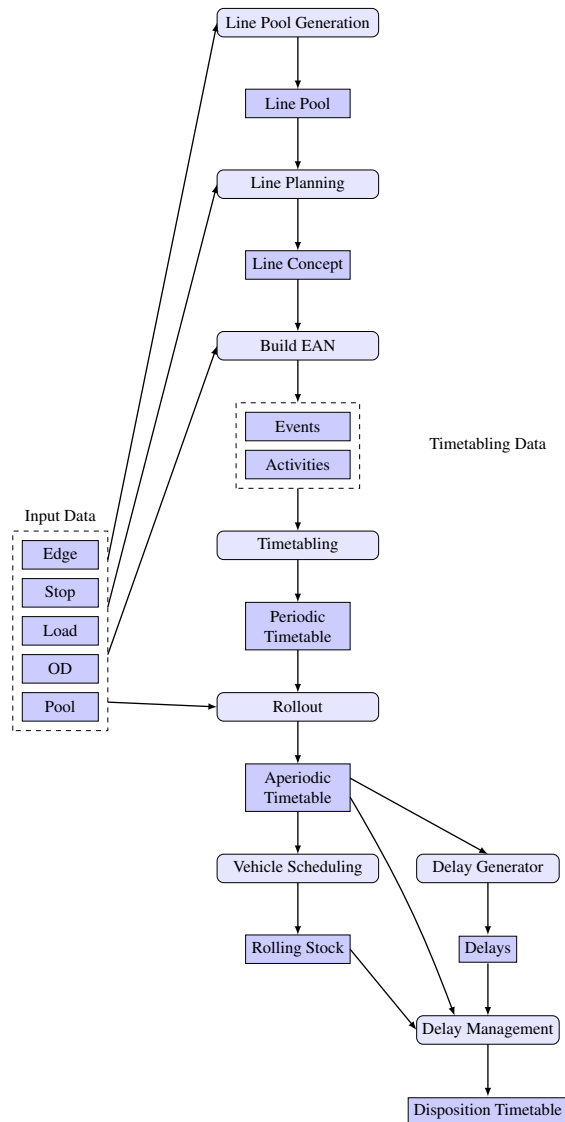 Line Pool Generation
Line Pool
Line Planning
Line Concept
Build EAN
Events
Activities
Timetabling Data
Input Data
Edge
Stop
Load
OD
Pool
Timetabling
Periodic
Timetable
Rollout
Aperiodic
Timetable
Vehicle Scheduling
Delay Generator
Rolling Stock
Delays
Delay Management
Disposition Timetable